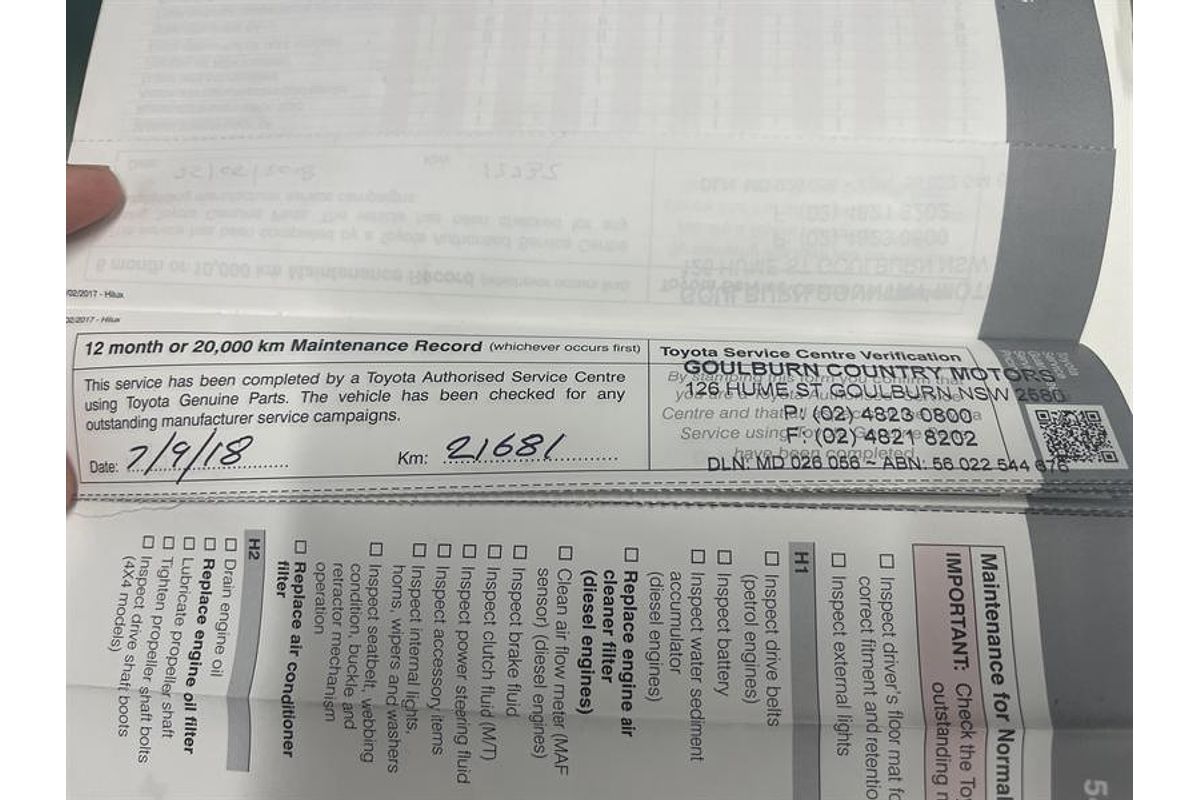 02/2017 - Hilux
02/2017 - Hilux
12 month or 20,000 km Maintenance Record (whichever occurs first)
This service has been completed by a Toyota Authorised Service Centre
using Toyota Genuine Parts. The vehicle has been checked for any
outstanding manufacturer service campaigns.
Date: 7/9/18
Km: 21681
Toyota Service Centre Verification
By stamping this form you confirm that
Centre and that
Service using
have been completed
GOULBURN COUNTRY MOTORS
126 HUME ST GOULBURN NSW 2580
P: (02) 4823 0800
F: (02) 4821 8202
DLN: MD 026 056 ~ ABN: 56 022 544 676
Maintenance for Normal
IMPORTANT: Check the To
outstanding
Inspect driver's floor mat fo
correct fitment and retentio
Inspect external lights
H1
Inspect drive belts
(petrol engines)
Inspect battery
Inspect water sediment
accumulator
(diesel engines)
Replace engine air
cleaner filter
(diesel engines)
Clean air flow meter (MAF
sensor) (diesel engines)
Inspect brake fluid
Inspect clutch fluid (M/T)
Inspect power steering fluid
Inspect accessory items
Inspect internal lights,
horns, wipers and washers
Inspect seatbelt, webbing
condition, buckle and
retractor mechanism
operation
Replace air conditioner
filter
H2
Drain engine oil
Replace engine oil filter
Lubricate propeller shaft
Tighten propeller shaft bolts
Inspect drive shaft boots
(4X4 models)
5